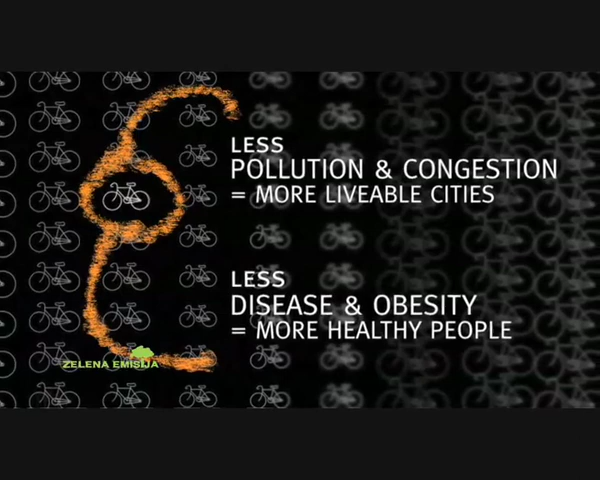 LESS
POLLUTION & CONGESTION
= MORE LIVEABLE CITIES
LESS
DISEASE & OBESITY
= MORE HEALTHY PEOPLE
ZELENA EMISIJA